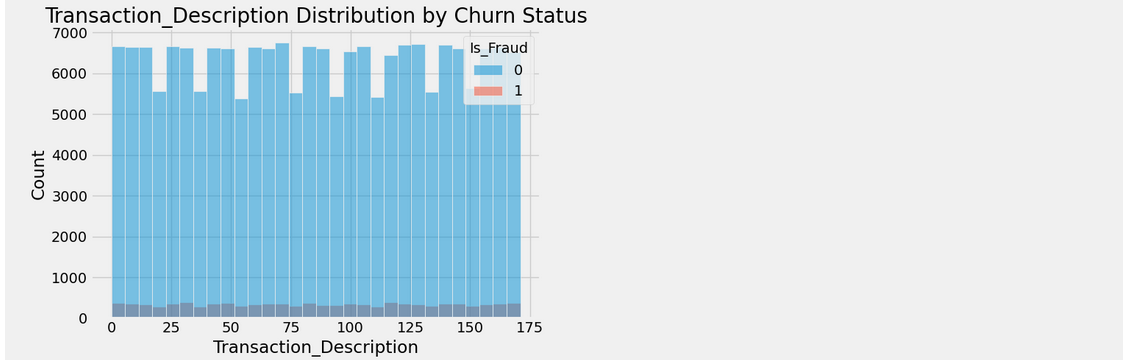 Transaction_Description Distribution by Churn Status
7000
6000
5000
4000
3000
2000
1000
0
Count
Is_Fraud
0
1
0 25 50 75 100 125 150 175
Transaction_Description